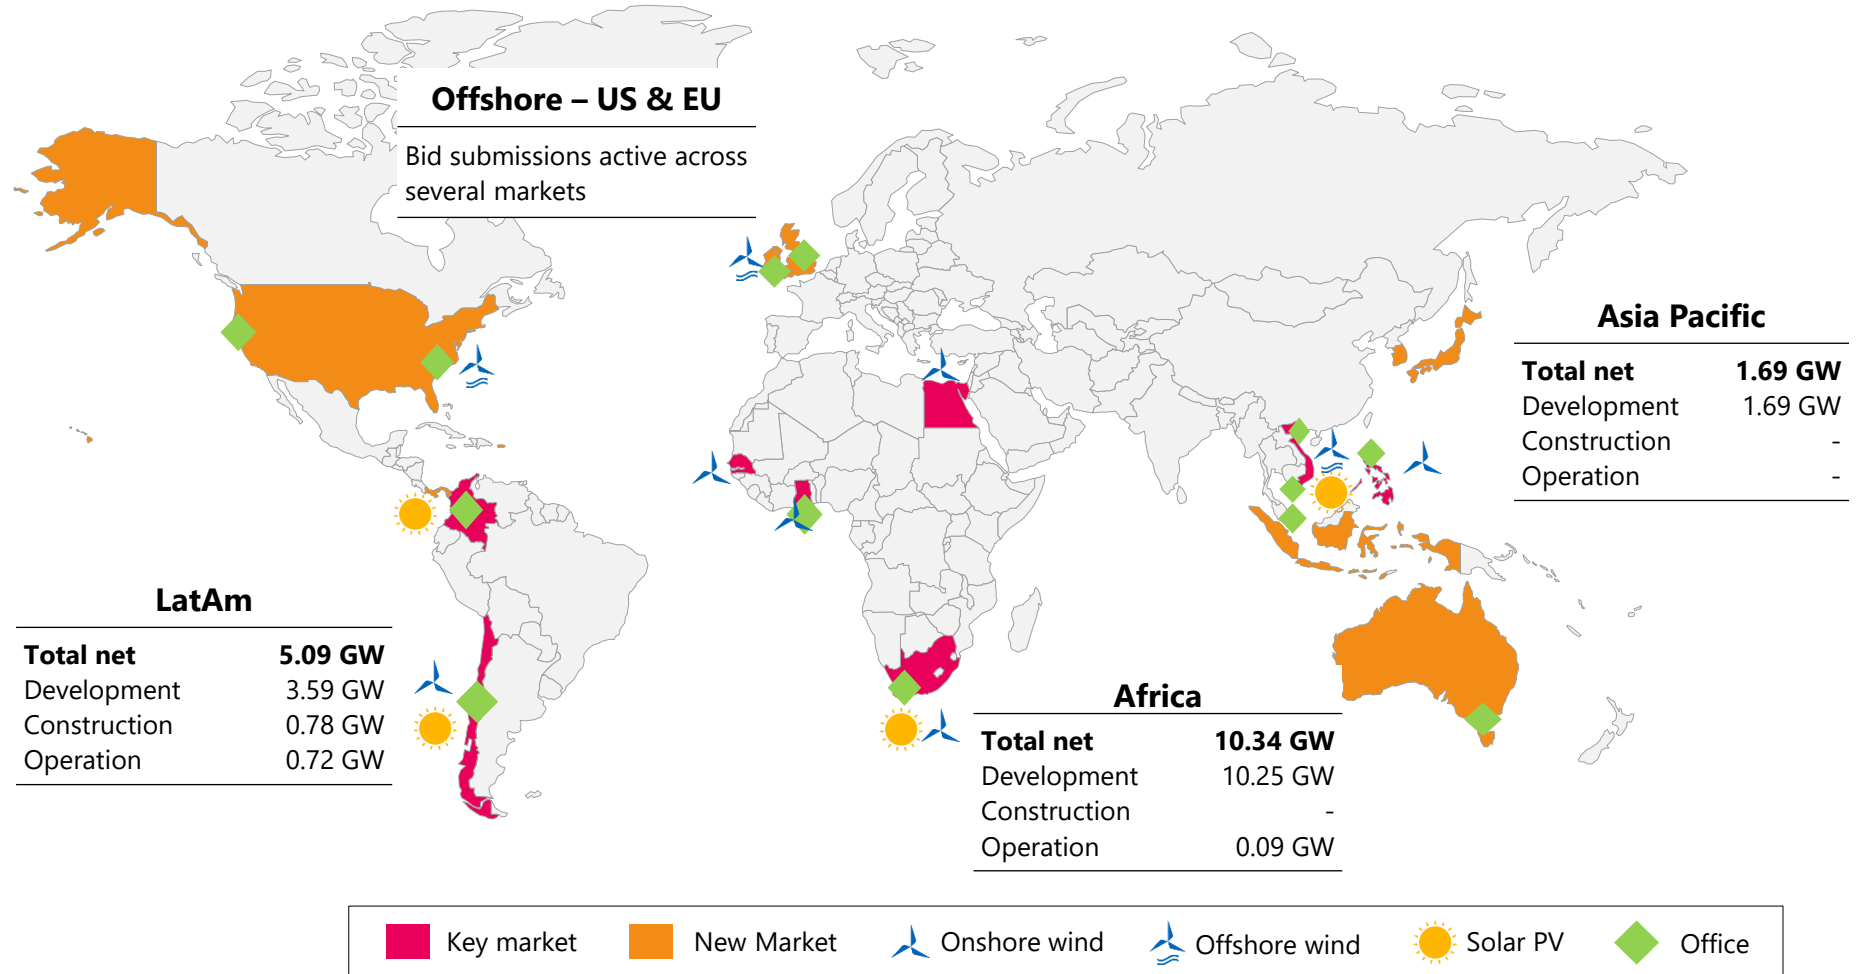 Offshore – US & EU
Bid submissions active across
several markets
Asia Pacific
Total net 1.69 GW
Development 1.69 GW
Construction -
Operation -
LatAm
Total net 5.09 GW
Development 3.59 GW
Construction 0.78 GW
Operation 0.72 GW
Africa
Total net 10.34 GW
Development 10.25 GW
Construction -
Operation 0.09 GW
Key market New Market Onshore wind Offshore wind Solar PV Office